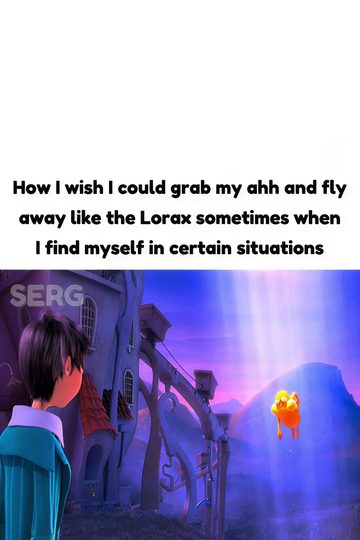 How I wish I could grab my ahh and fly
away like the Lorax sometimes when
I find myself in certain situations
SERG